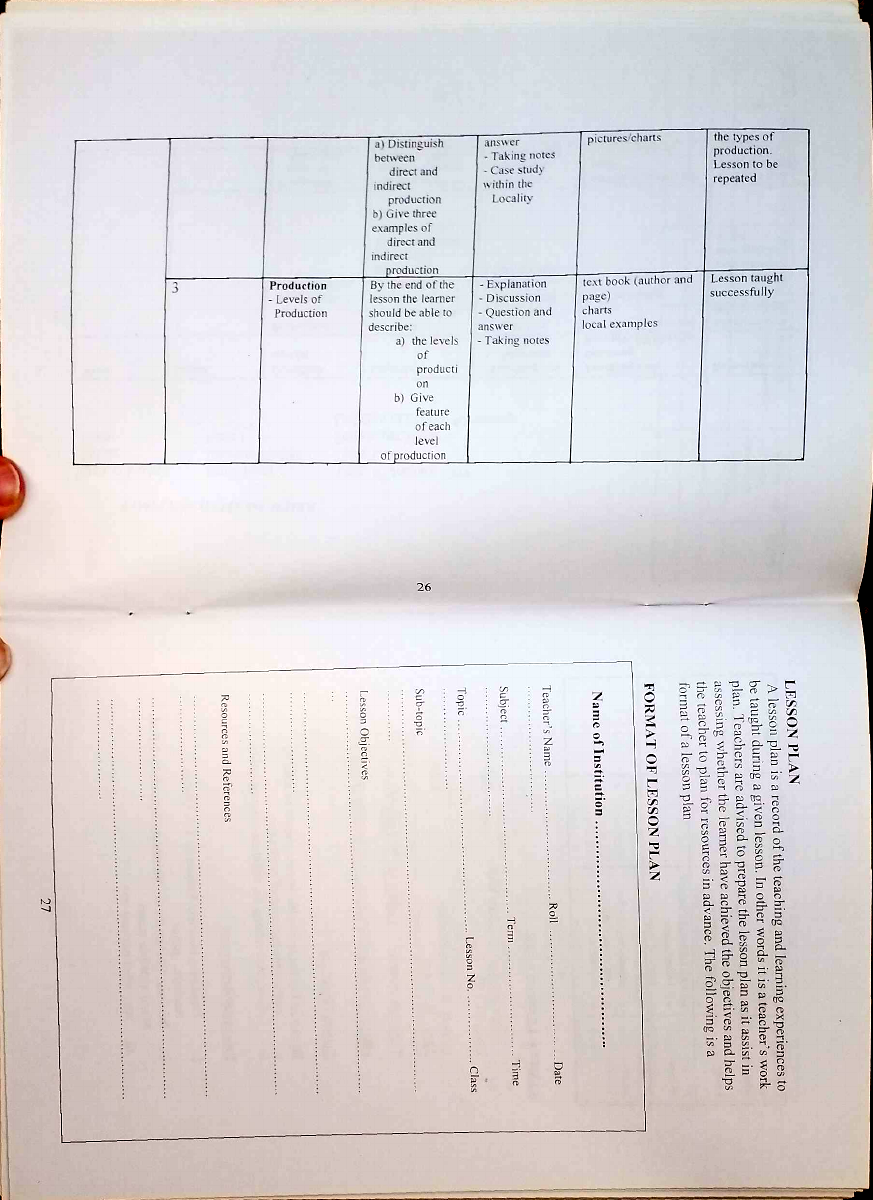 a) Distinguish
between
direct and
indirect
production
b) Give three
examples of
direct and
indirect
production
answer
- Taking notes
- Case study
within the
Locality
pictures/charts
the types of
production.
Lesson to be
repeated
3
Production
- Levels of
Production
By the end of the
lesson the learner
should be able to
describe:
a) the levels
of
producti
on
b) Give
feature
of each
level
of production
- Explanation
- Discussion
- Question and
answer
- Taking notes
text book (author and
page)
charts
local examples
Lesson taught
successfully
26
LESSON PLAN
A lesson plan is a record of the teaching and learning experiences to
be taught during a given lesson. In other words it is a teacher's work
plan. Teachers are advised to prepare the lesson plan as it assist in
assessing whether the learner have achieved the objectives and helps
the teacher to plan for resources in advance. The following is a
format of a lesson plan
FORMAT OF LESSON PLAN
Name of Institution ..........................................
Teacher's Name .............................. Roll .............................. Date
..............................
Subject .............................. Term .............................. Time
..............................
Topic .............................. Lesson No. .............................. Class
..............................
Sub-topic
..............................
Lesson Objectives
..............................
Resources and References
..............................
27